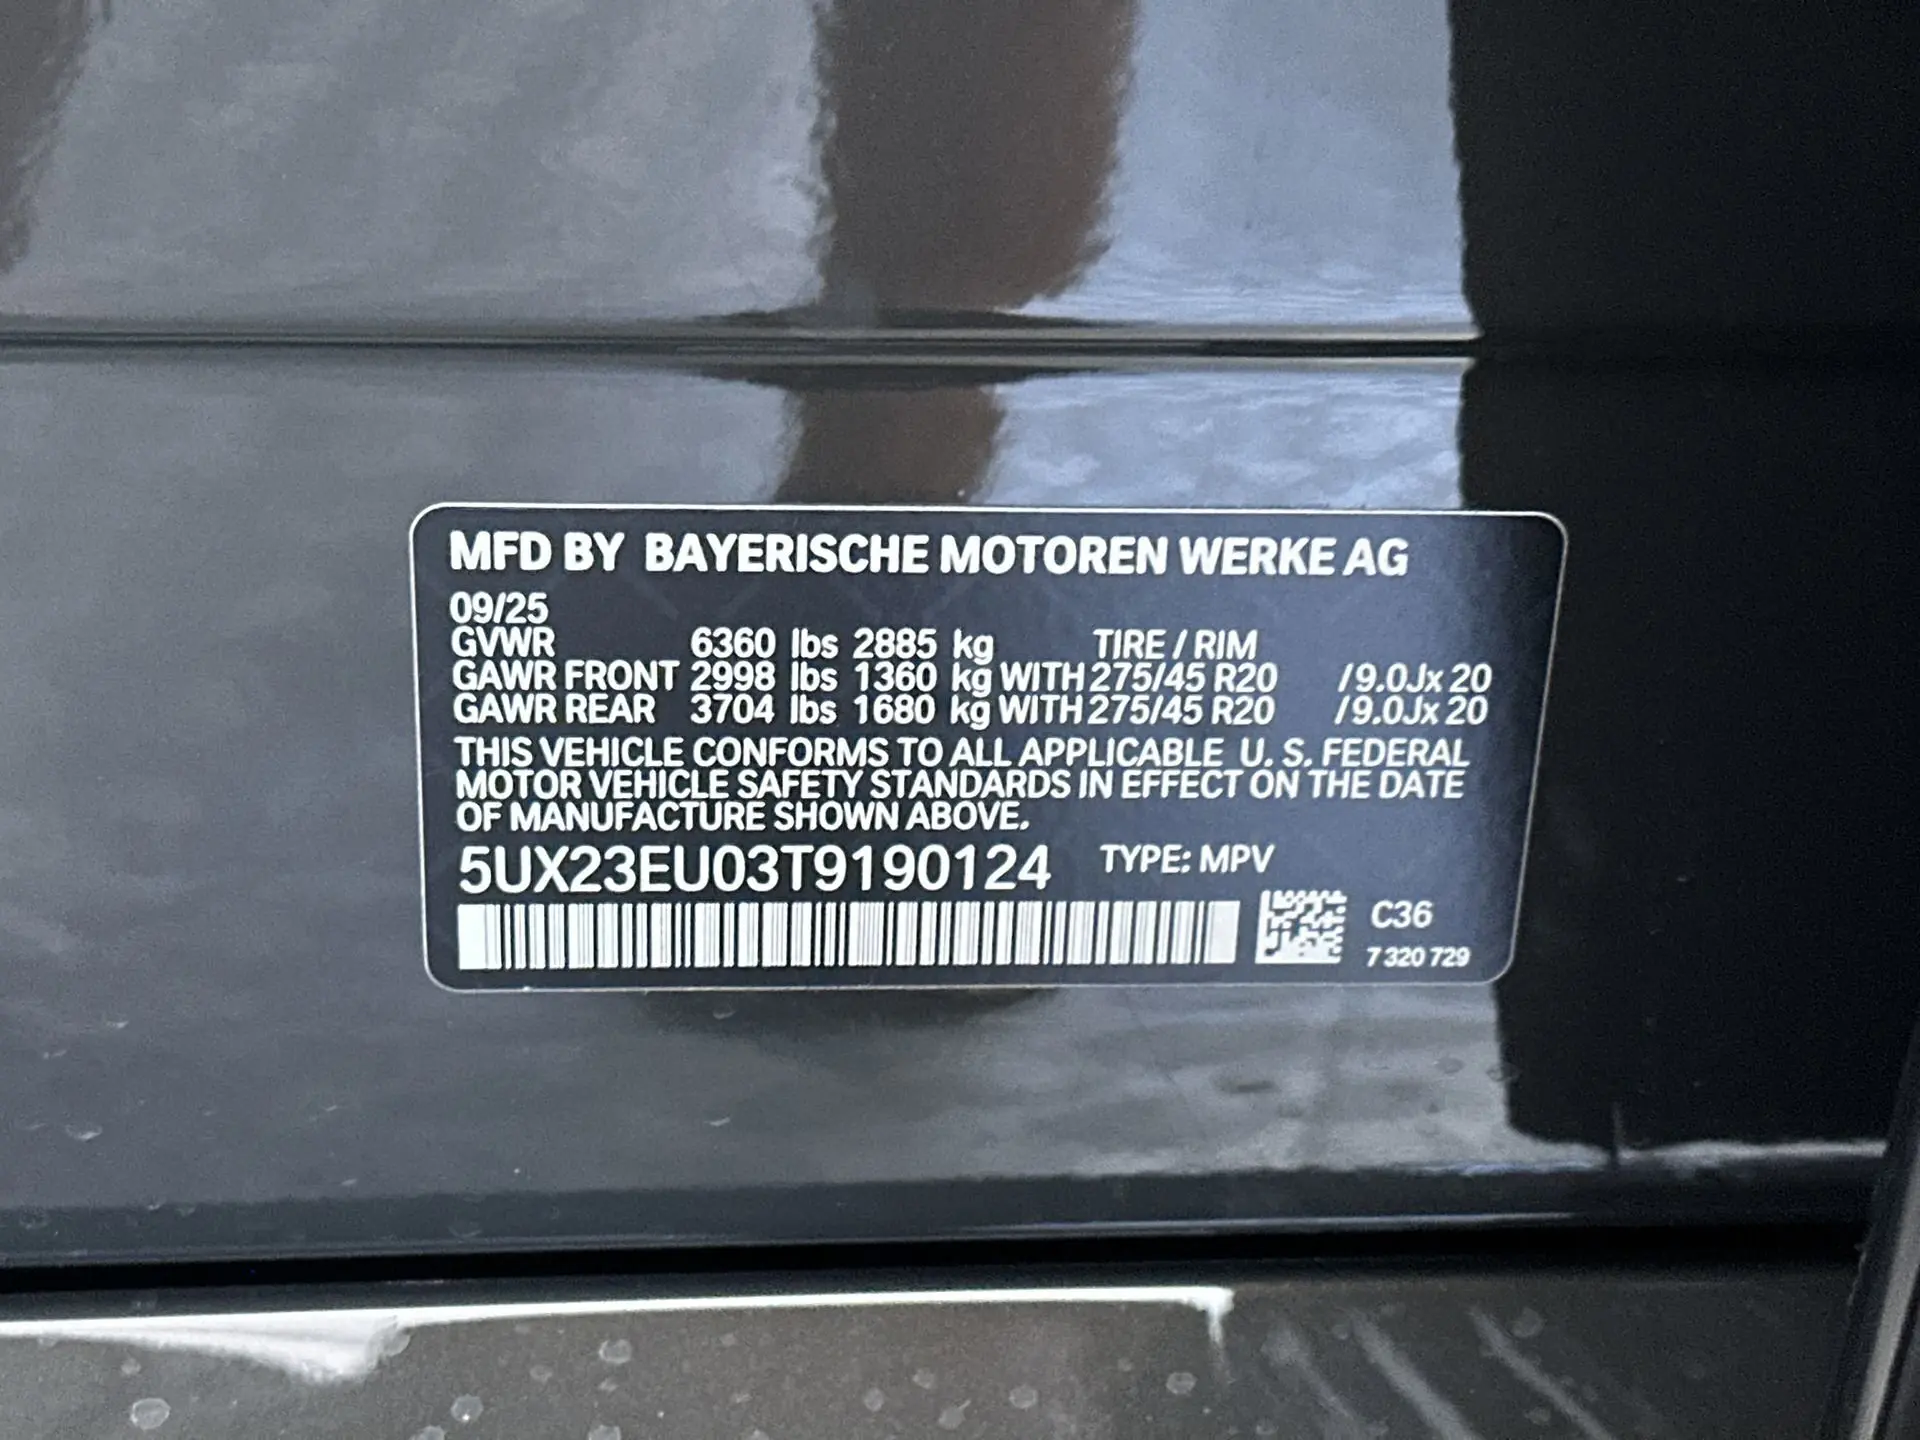 MFD BY BAYERISCHE MOTOREN WERKE AG
09/25
GVWR 6360 lbs 2885 kg TIRE / RIM
GAWR FRONT 2998 lbs 1360 kg WITH 275/45 R20 /9.0Jx 20
GAWR REAR 3704 lbs 1680 kg WITH 275/45 R20 /9.0Jx 20
THIS VEHICLE CONFORMS TO ALL APPLICABLE U. S. FEDERAL
MOTOR VEHICLE SAFETY STANDARDS IN EFFECT ON THE DATE
OF MANUFACTURE SHOWN ABOVE.
5UX23EU03T9190124 TYPE: MPV
C36
7 320 729